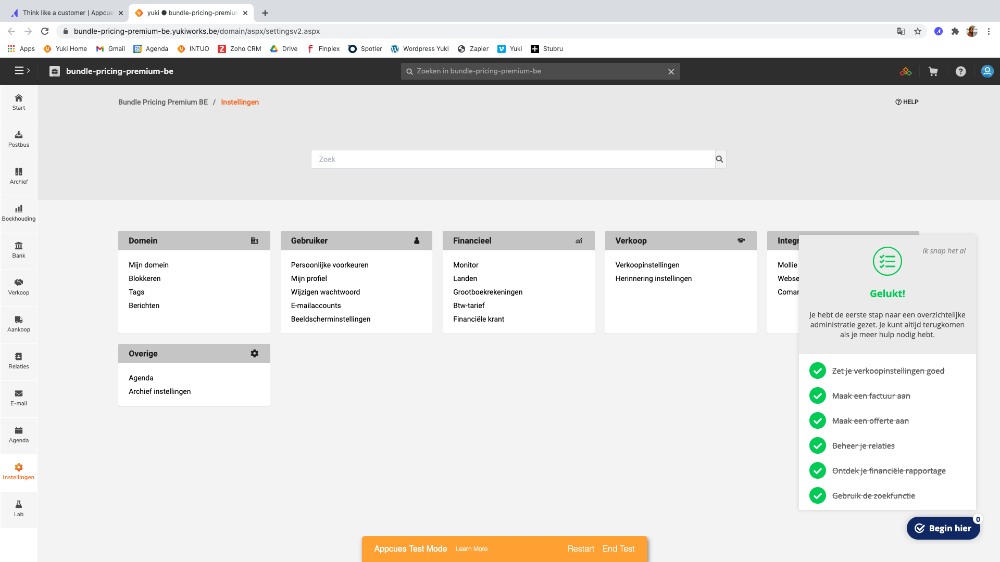 Think like a customer | Appcue
yuki ● bundle-pricing-premium
bundle-pricing-premium-be.yukiworks.be/domain/aspx/settingsv2.aspx
Apps
Yuki Home
Gmail
Agenda
INTUO
Zoho CRM
Drive
Finplex
Spotler
Wordpress Yuki
Zapier
Yuki
Stubru
bundle-pricing-premium-be
Zoeken in bundle-pricing-premium-be
Start
Postbus
Archief
Boekhouding
Bank
Verkoop
Aankoop
Relaties
E-mail
Agenda
Instellingen
Lab
Bundle Pricing Premium BE / Instellingen
HELP
Zoek
Domein
Mijn domein
Blokkeren
Tags
Berichten
Gebruiker
Persoonlijke voorkeuren
Mijn profiel
Wijzigen wachtwoord
E-mailaccounts
Beeldscherminstellingen
Financieel
Monitor
Landen
Grootboekrekeningen
Btw-tarief
Financiële krant
Verkoop
Verkoopinstellingen
Herinnering instellingen
Integr
Mollie
Webse
Comar
Overige
Agenda
Archief instellingen
Ik snap het al
Gelukt!
Je hebt de eerste stap naar een overzichtelijke
administratie gezet. Je kunt altijd terugkomen
als je meer hulp nodig hebt.
Zet je verkoopinstellingen goed
Maak een factuur aan
Maak een offerte aan
Beheer je relaties
Ontdek je financiële rapportage
Gebruik de zoekfunctie
0
Begin hier
Appcues Test Mode
Learn More
Restart
End Test